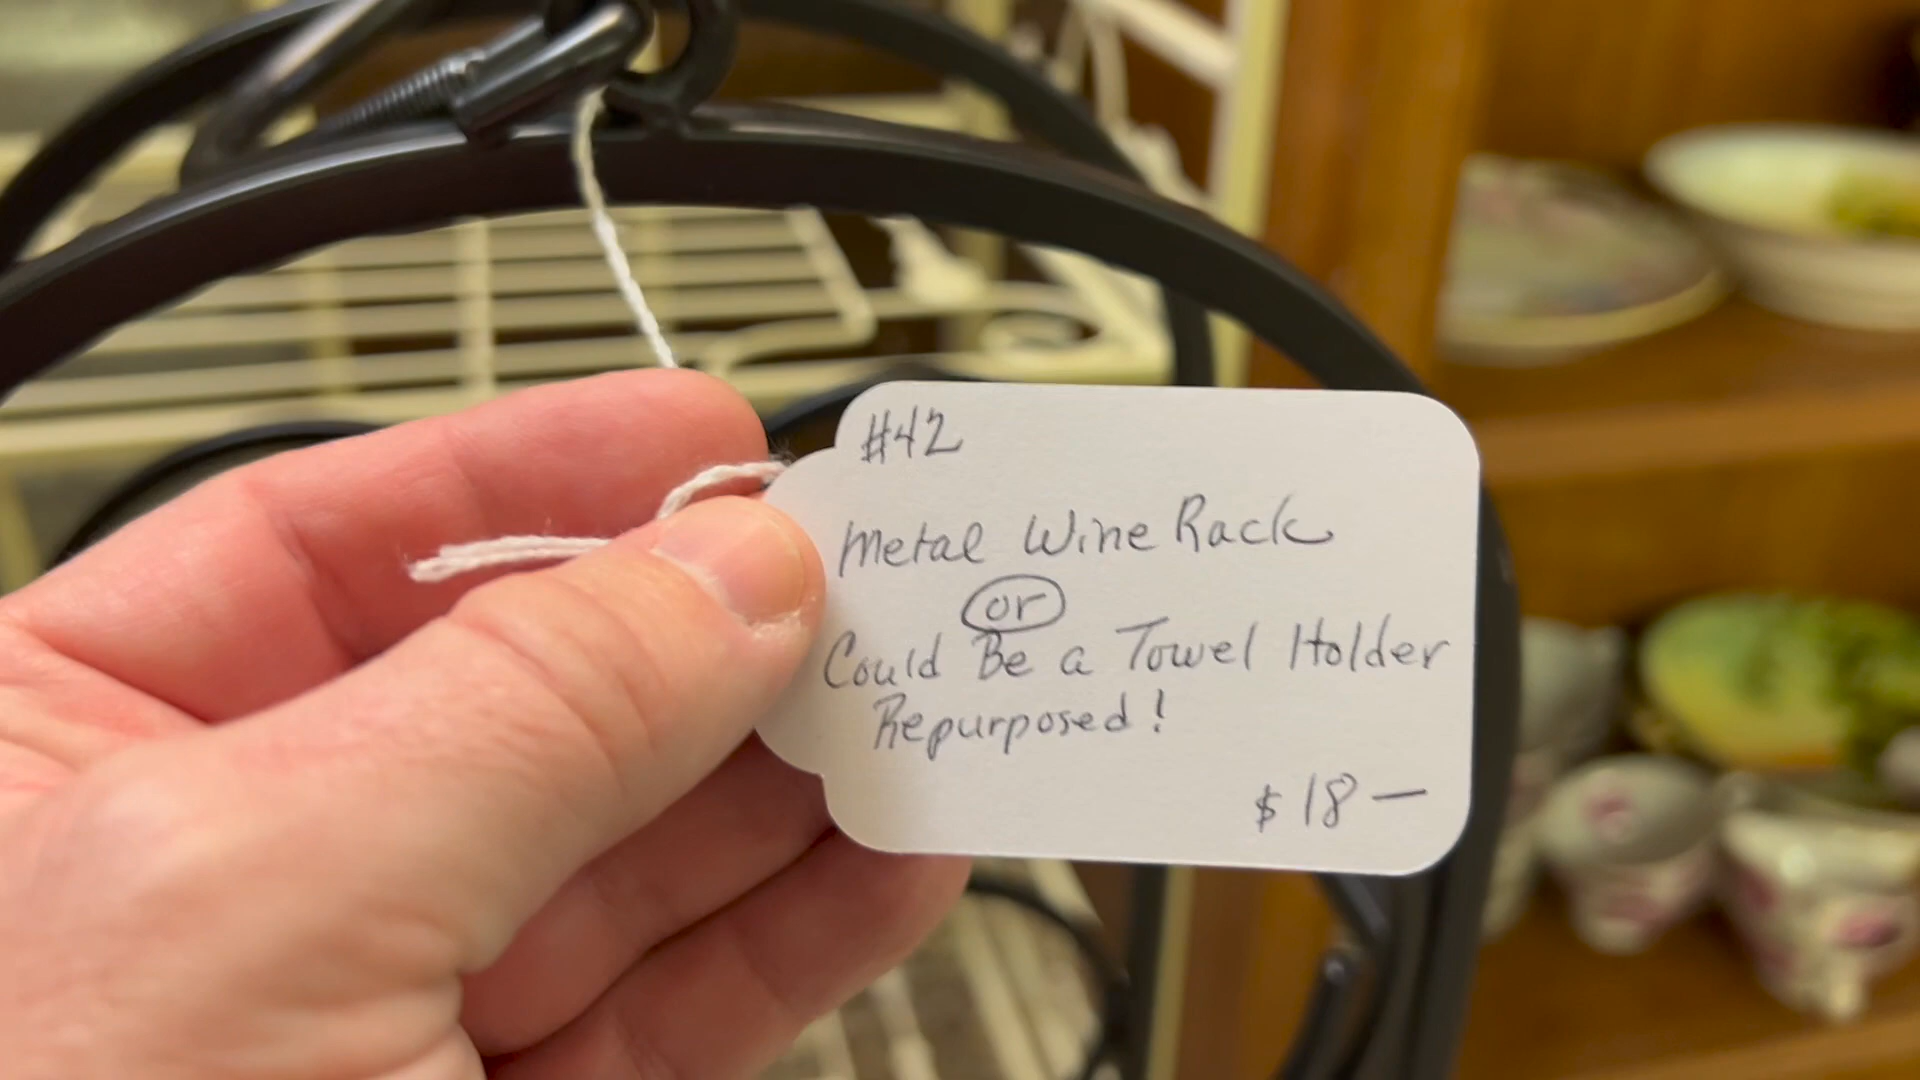 #42
Metal Wine Rack
or
Could Be a Towel Holder
Repurposed!
$18—